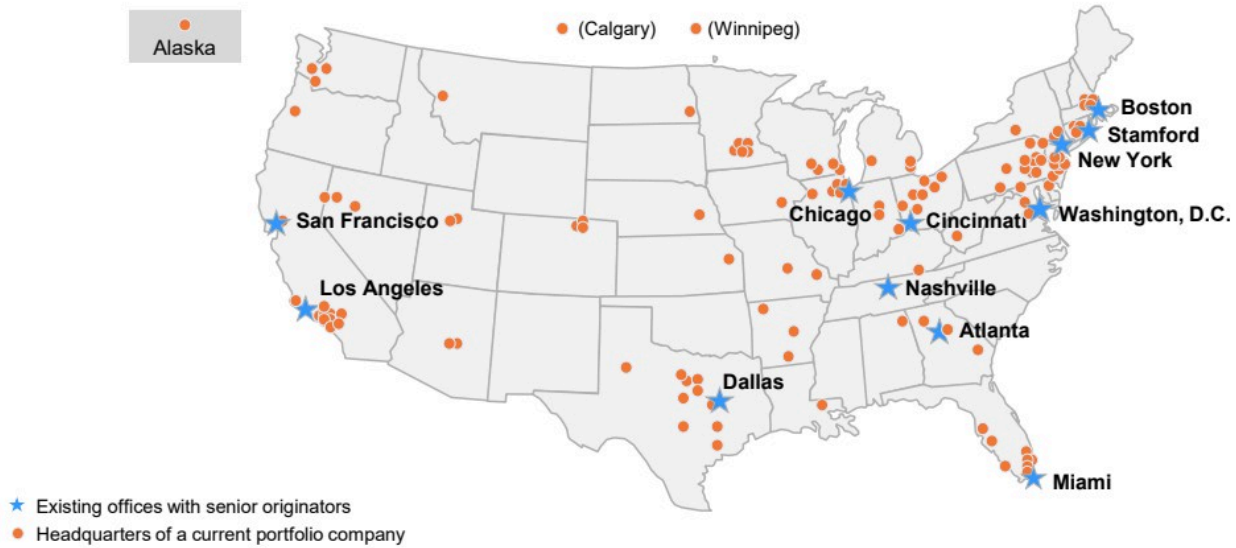 (Calgary)
(Winnipeg)
Alaska
Boston
Stamford
New York
Chicago
Cincinnati
Washington, D.C.
San Francisco
Los Angeles
Nashville
Atlanta
Dallas
Miami
Existing offices with senior originators
Headquarters of a current portfolio company